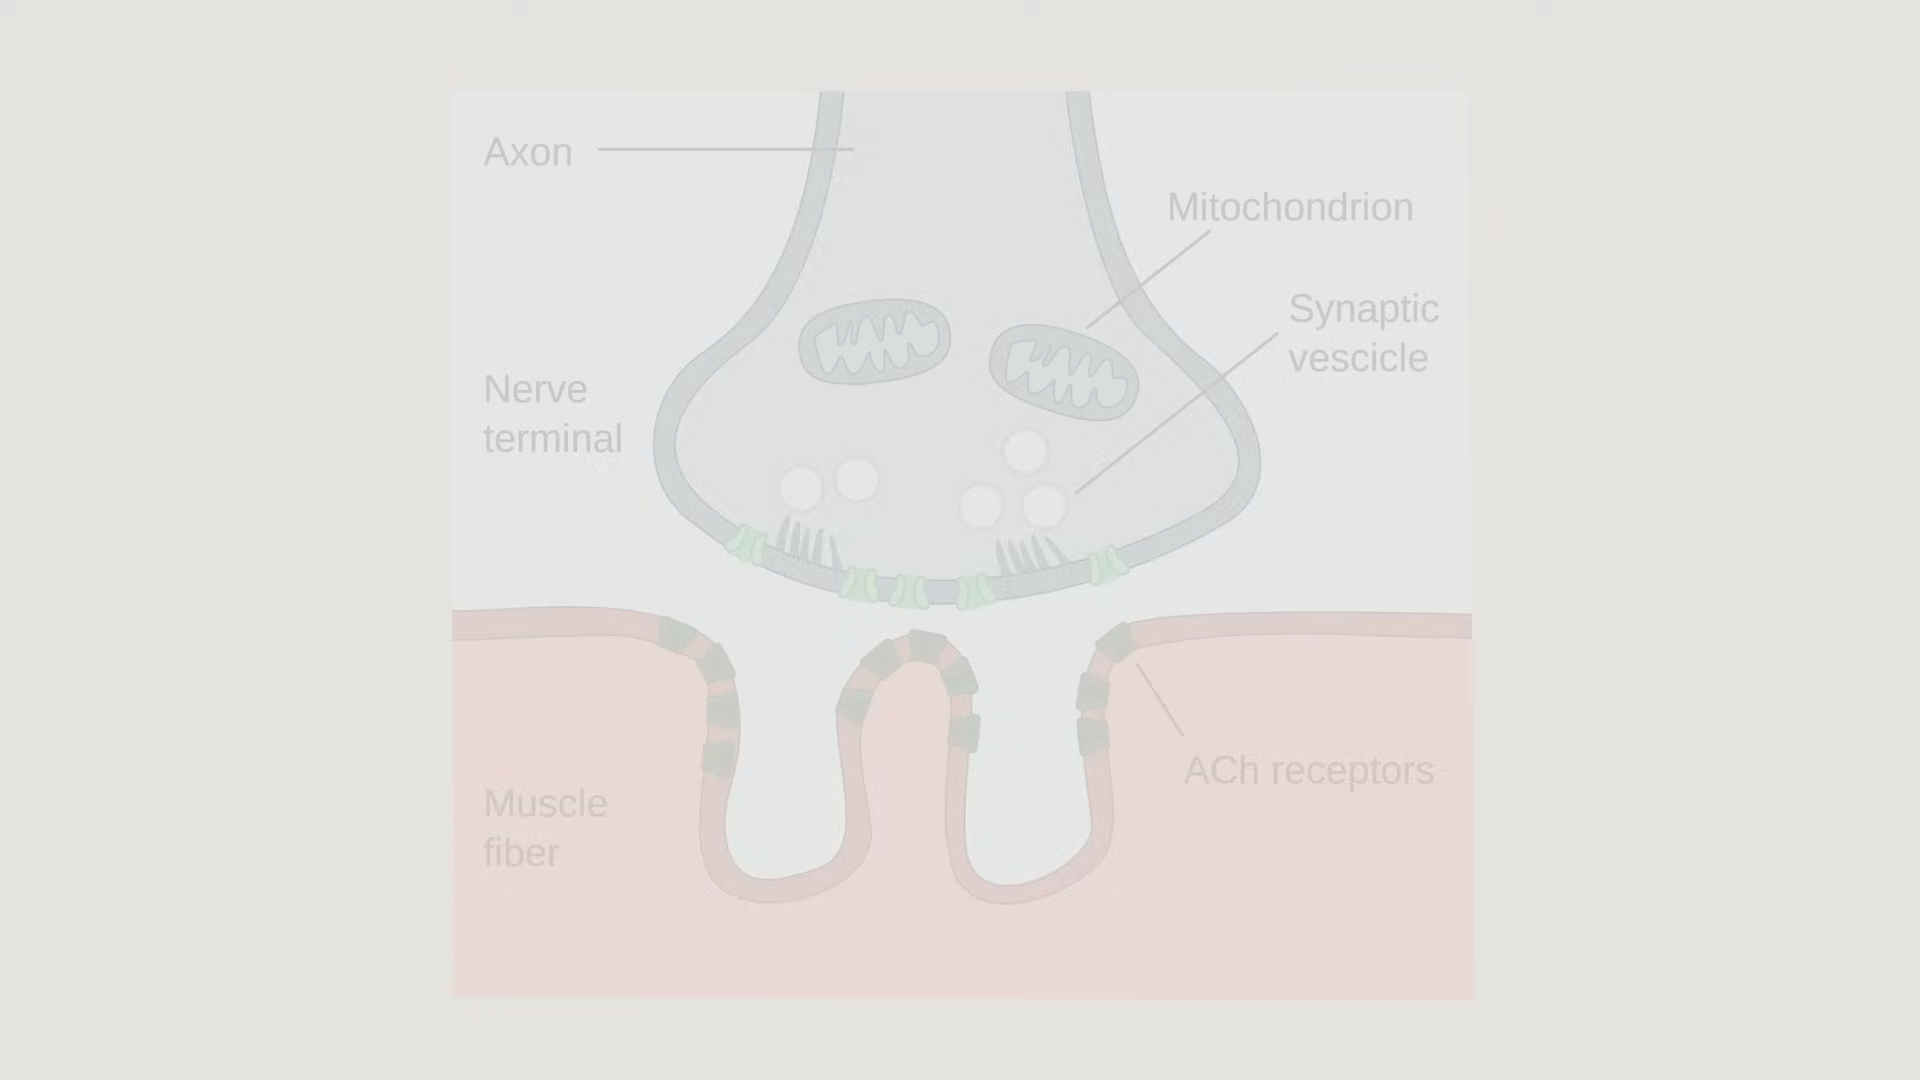 Axon
Mitochondrion
Synaptic
vescicle
Nerve
terminal
ACh receptors
Muscle
fiber